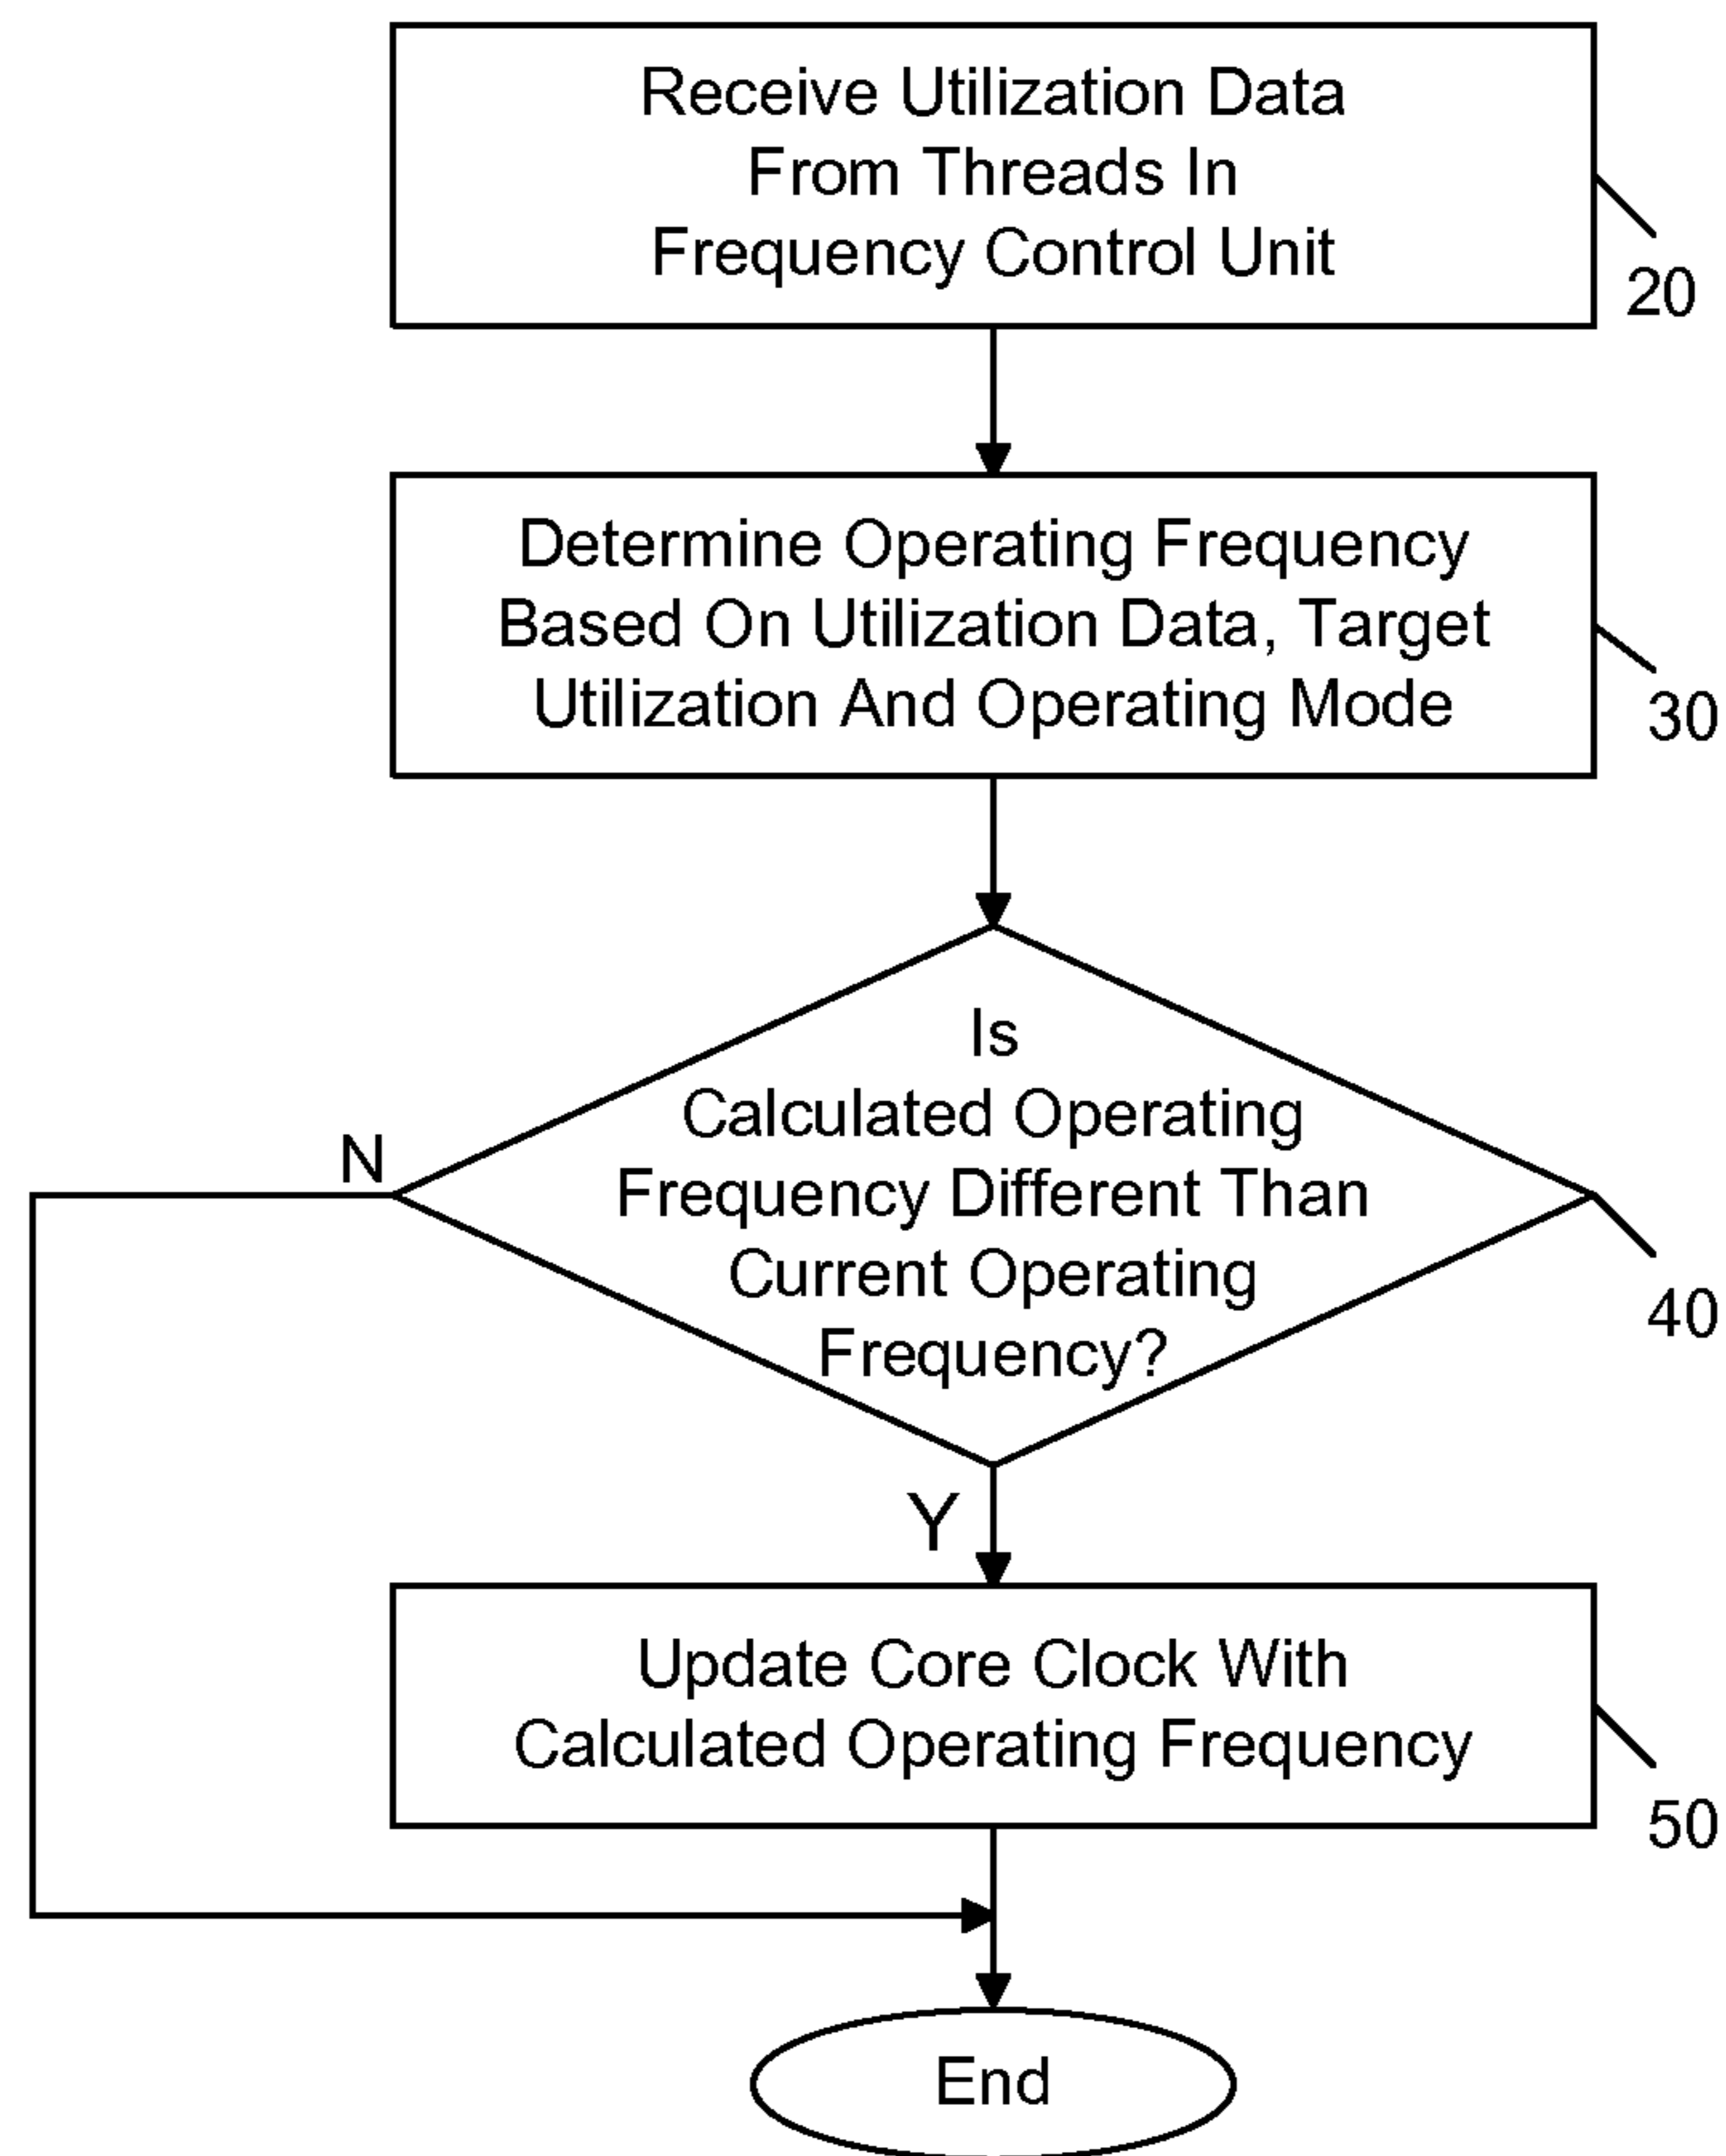 Receive Utilization Data
From Threads In
Frequency Control Unit
20
Determine Operating Frequency
Based On Utilization Data, Target
Utilization And Operating Mode
30
Is
Calculated Operating
Frequency Different Than
Current Operating
Frequency?
N
40
Y
Update Core Clock With
Calculated Operating Frequency
50
End